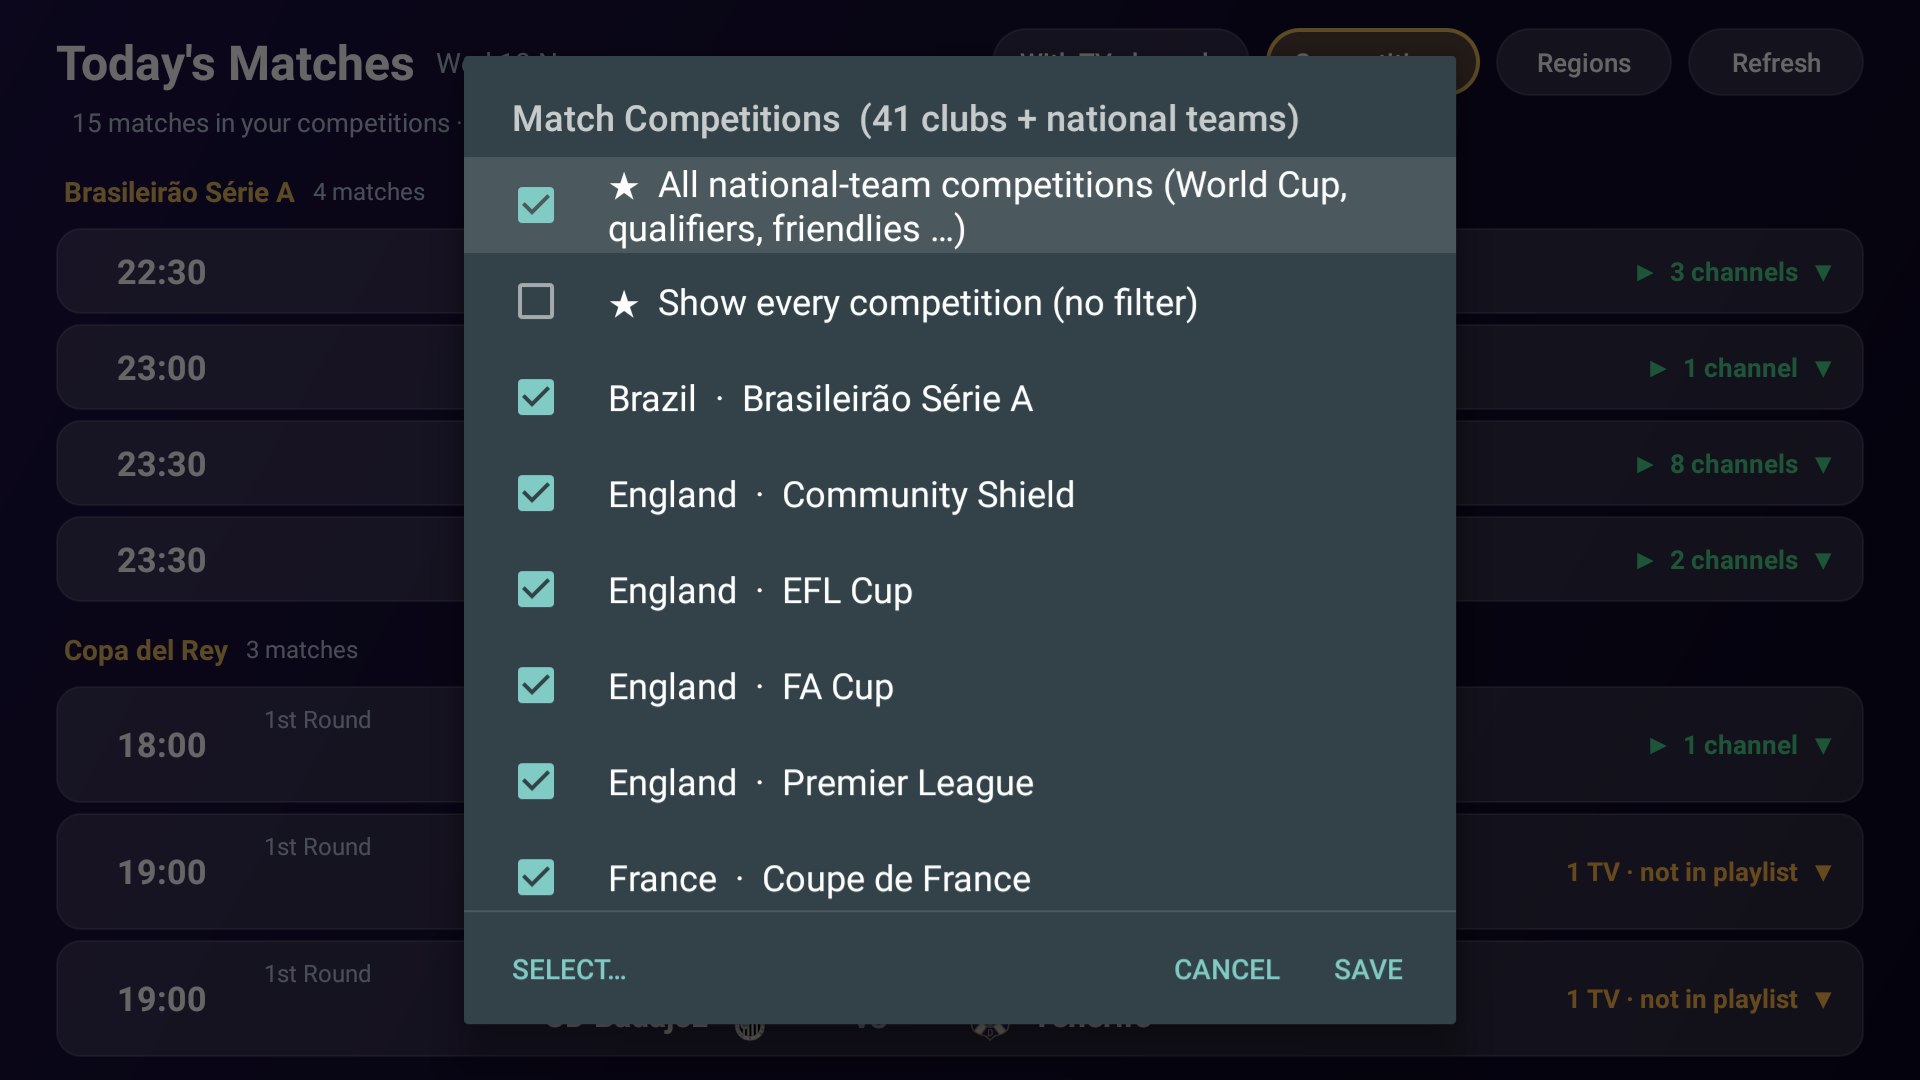 Today's Matches
Regions
Refresh
15 matches in your competitions ·
Match Competitions (41 clubs + national teams)
★ All national-team competitions (World Cup,
qualifiers, friendlies ...)
★ Show every competition (no filter)
Brazil · Brasileirão Série A
England · Community Shield
England · EFL Cup
England · FA Cup
England · Premier League
France · Coupe de France
SELECT...
CANCEL
SAVE
Brasileirão Série A 4 matches
22:30
▶ 3 channels ▼
23:00
▶ 1 channel ▼
23:30
▶ 8 channels ▼
23:30
▶ 2 channels ▼
Copa del Rey 3 matches
1st Round
18:00
▶ 1 channel ▼
1st Round
19:00
1 TV · not in playlist ▼
1st Round
19:00
1 TV · not in playlist ▼